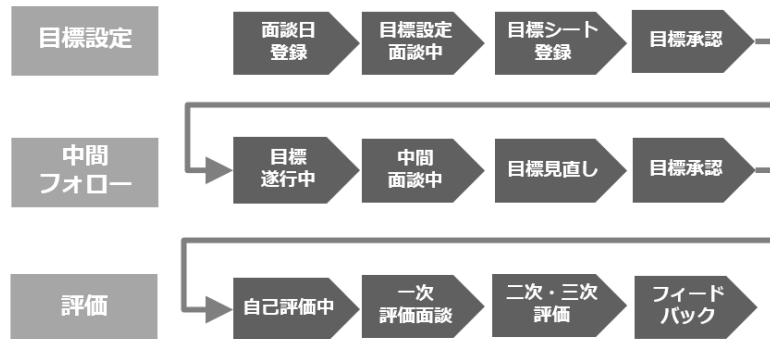 目標設定
面談日
登録
目標設定
面談中
目標シート
登録
目標承認
中間
フォロー
目標
遂行中
中間
面談中
目標見直し
目標承認
評価
自己評価中
一次
評価面談
二次・三次
評価
フィード
バック